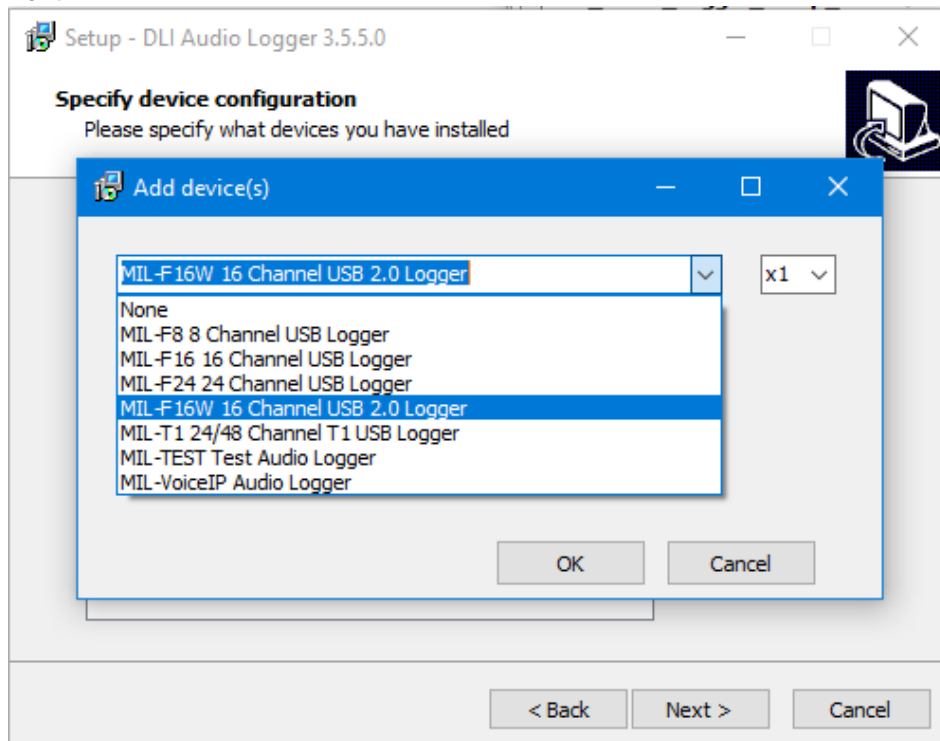 Setup - DLI Audio Logger 3.5.5.0
Specify device configuration
Please specify what devices you have installed
Add device(s)
MIL-F16W 16 Channel USB 2.0 Logger
x1
None
MIL-F8 8 Channel USB Logger
MIL-F16 16 Channel USB Logger
MIL-F24 24 Channel USB Logger
MIL-F16W 16 Channel USB 2.0 Logger
MIL-T1 24/48 Channel T1 USB Logger
MIL-TEST Test Audio Logger
MIL-VoiceIP Audio Logger
OK Cancel
< Back Next > Cancel